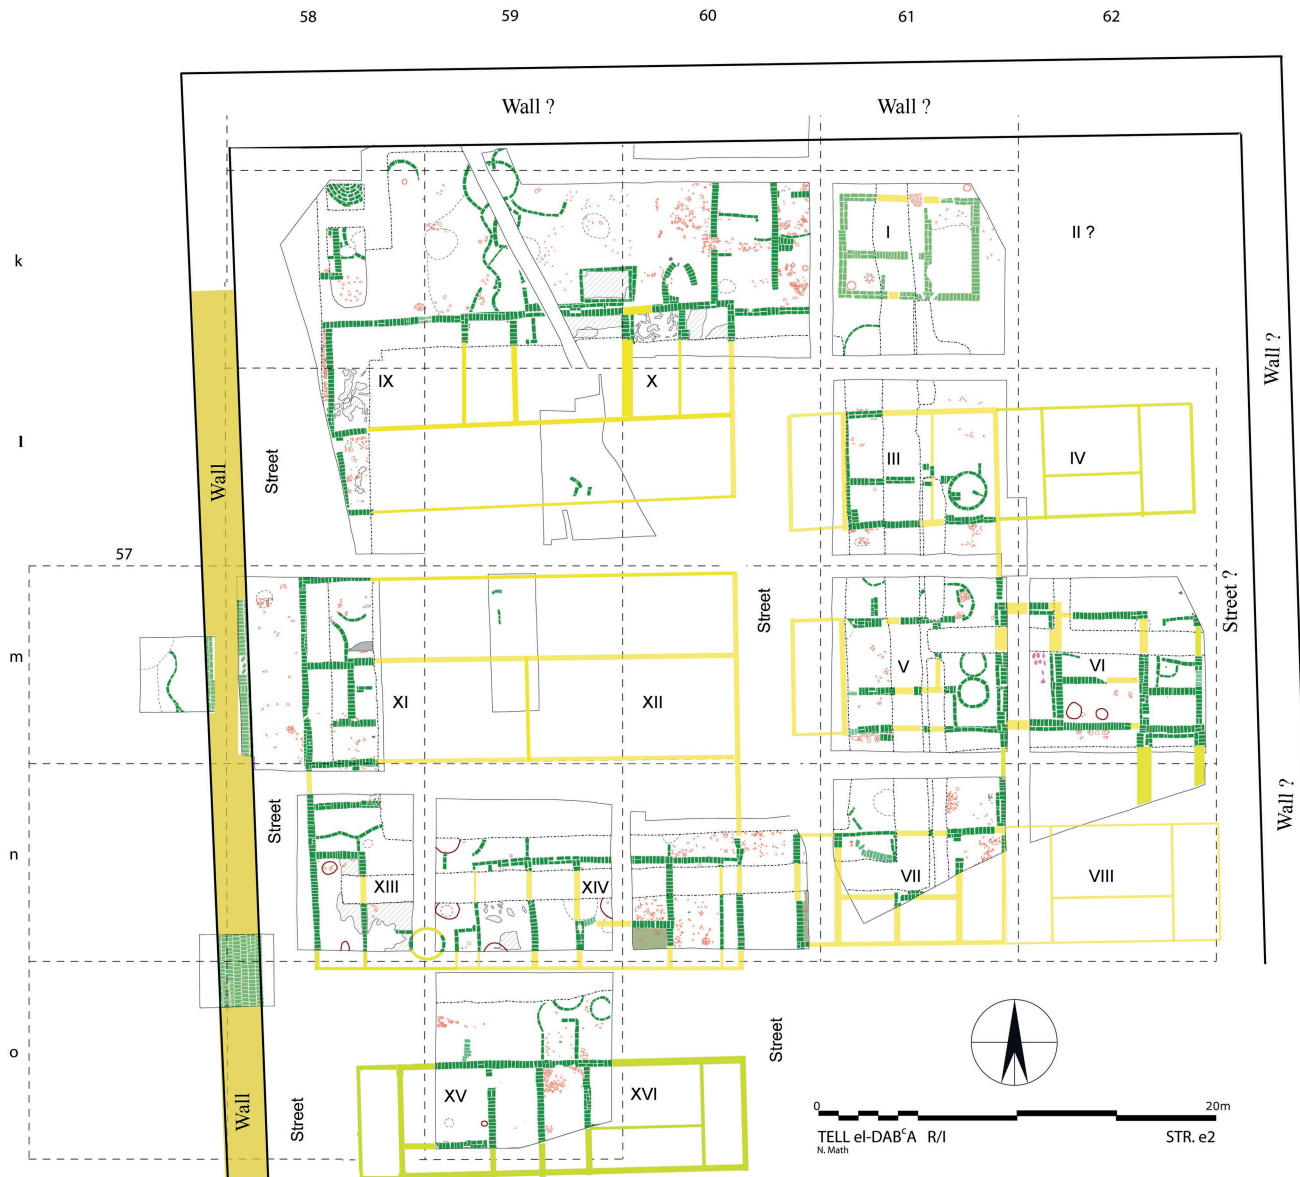 58 59 60 61 62
Wall ? Wall ?
k
I
II ?
Wall ?
IX X
l
III IV
Wall
Street
57
Street
Street ?
m
V VI
XI XII
Wall ?
Street
n
XIII XIV VII VIII
o
Street
XV XVI
Wall
Street
0 20m
TELL el-DABᶜA R/I STR. e2
N. Math